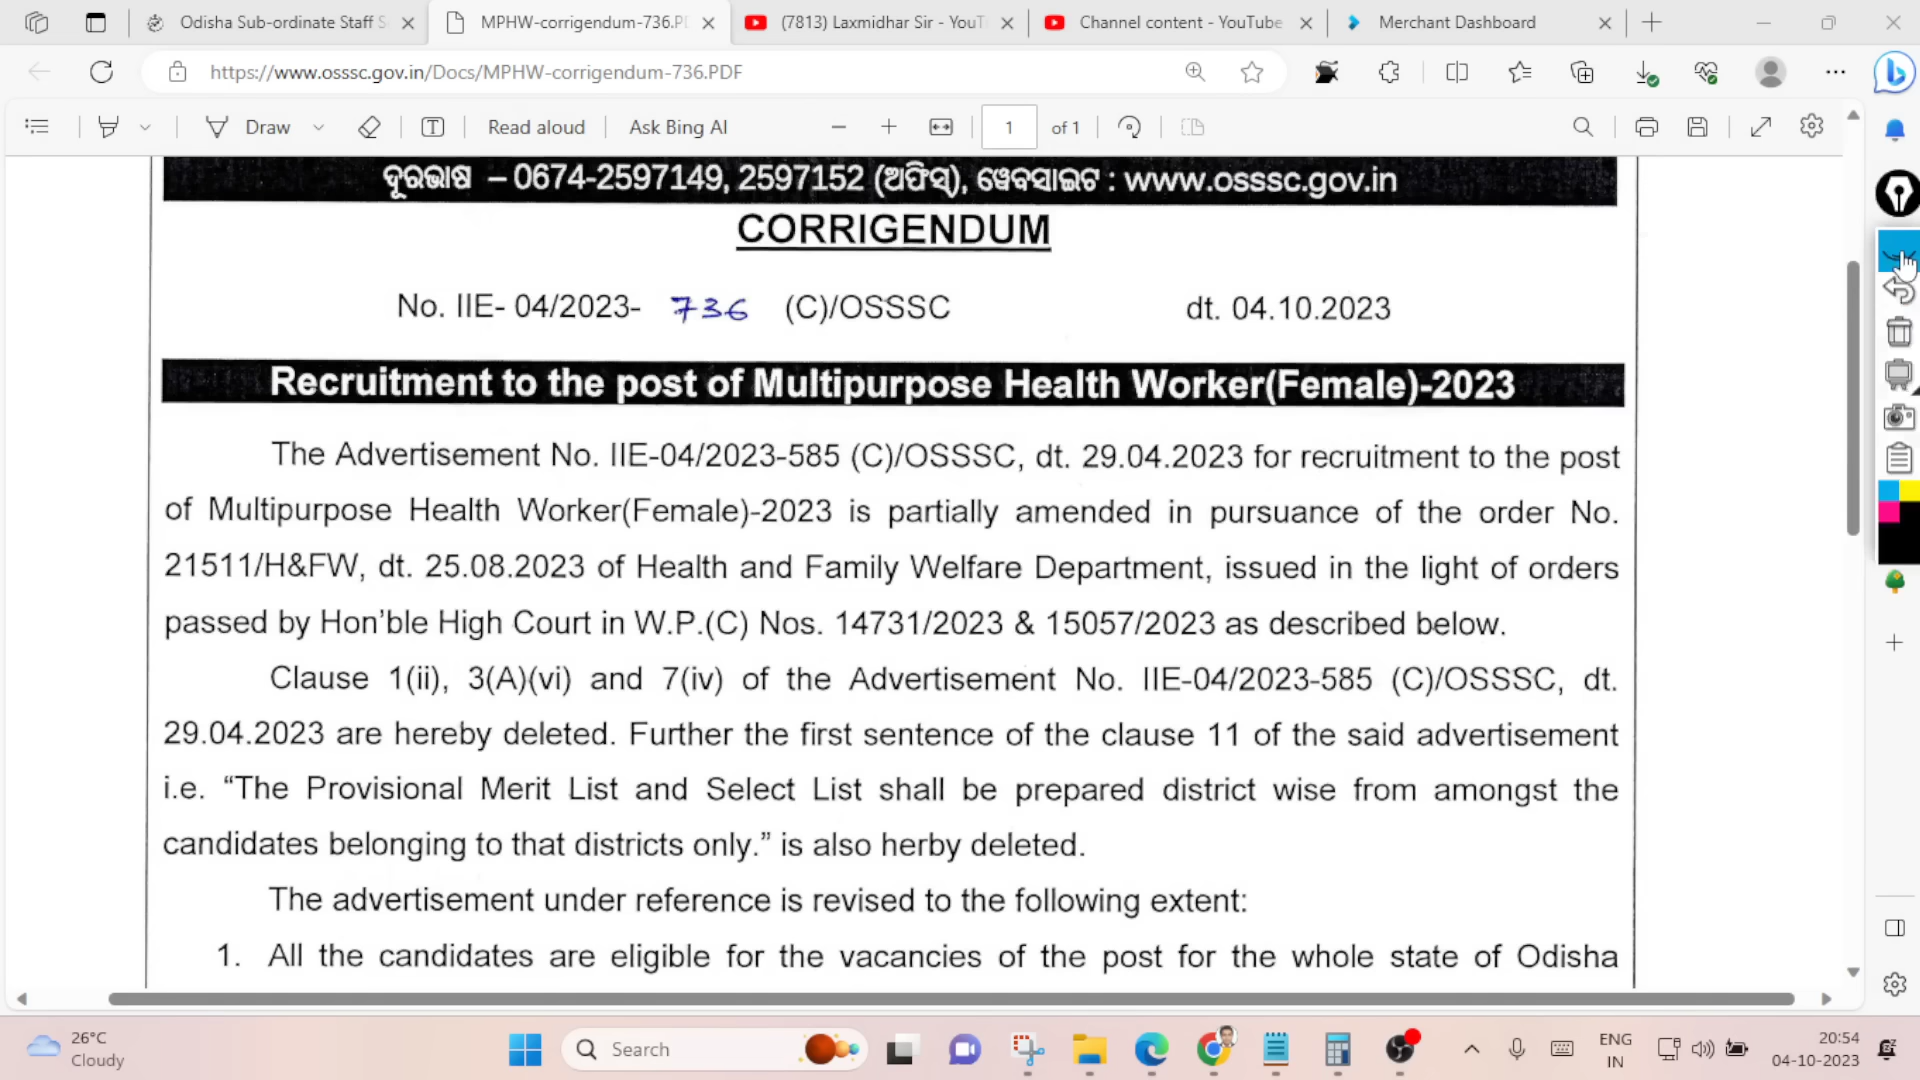 Odisha Sub-ordinate Staff S
MPHW-corrigendum-736.PD
(7813) Laxmidhar Sir - YouT
Channel content - YouTube
Merchant Dashboard
https://www.osssc.gov.in/Docs/MPHW-corrigendum-736.PDF
Draw
Read aloud
Ask Bing AI
1 of 1
ଦୂରଭାଷ – 0674-2597149, 2597152 (ଅଫିସ୍), ୱେବସାଇଟ : www.osssc.gov.in
CORRIGENDUM
No. IIE- 04/2023- 736 (C)/OSSSC dt. 04.10.2023
Recruitment to the post of Multipurpose Health Worker(Female)-2023
The Advertisement No. IIE-04/2023-585 (C)/OSSSC, dt. 29.04.2023 for recruitment to the post
of Multipurpose Health Worker(Female)-2023 is partially amended in pursuance of the order No.
21511/H&FW, dt. 25.08.2023 of Health and Family Welfare Department, issued in the light of orders
passed by Hon’ble High Court in W.P.(C) Nos. 14731/2023 & 15057/2023 as described below.
Clause 1(ii), 3(A)(vi) and 7(iv) of the Advertisement No. IIE-04/2023-585 (C)/OSSSC, dt.
29.04.2023 are hereby deleted. Further the first sentence of the clause 11 of the said advertisement
i.e. “The Provisional Merit List and Select List shall be prepared district wise from amongst the
candidates belonging to that districts only.” is also herby deleted.
The advertisement under reference is revised to the following extent:
1. All the candidates are eligible for the vacancies of the post for the whole state of Odisha
26°C
Cloudy
Search
ENG
IN
20:54
04-10-2023